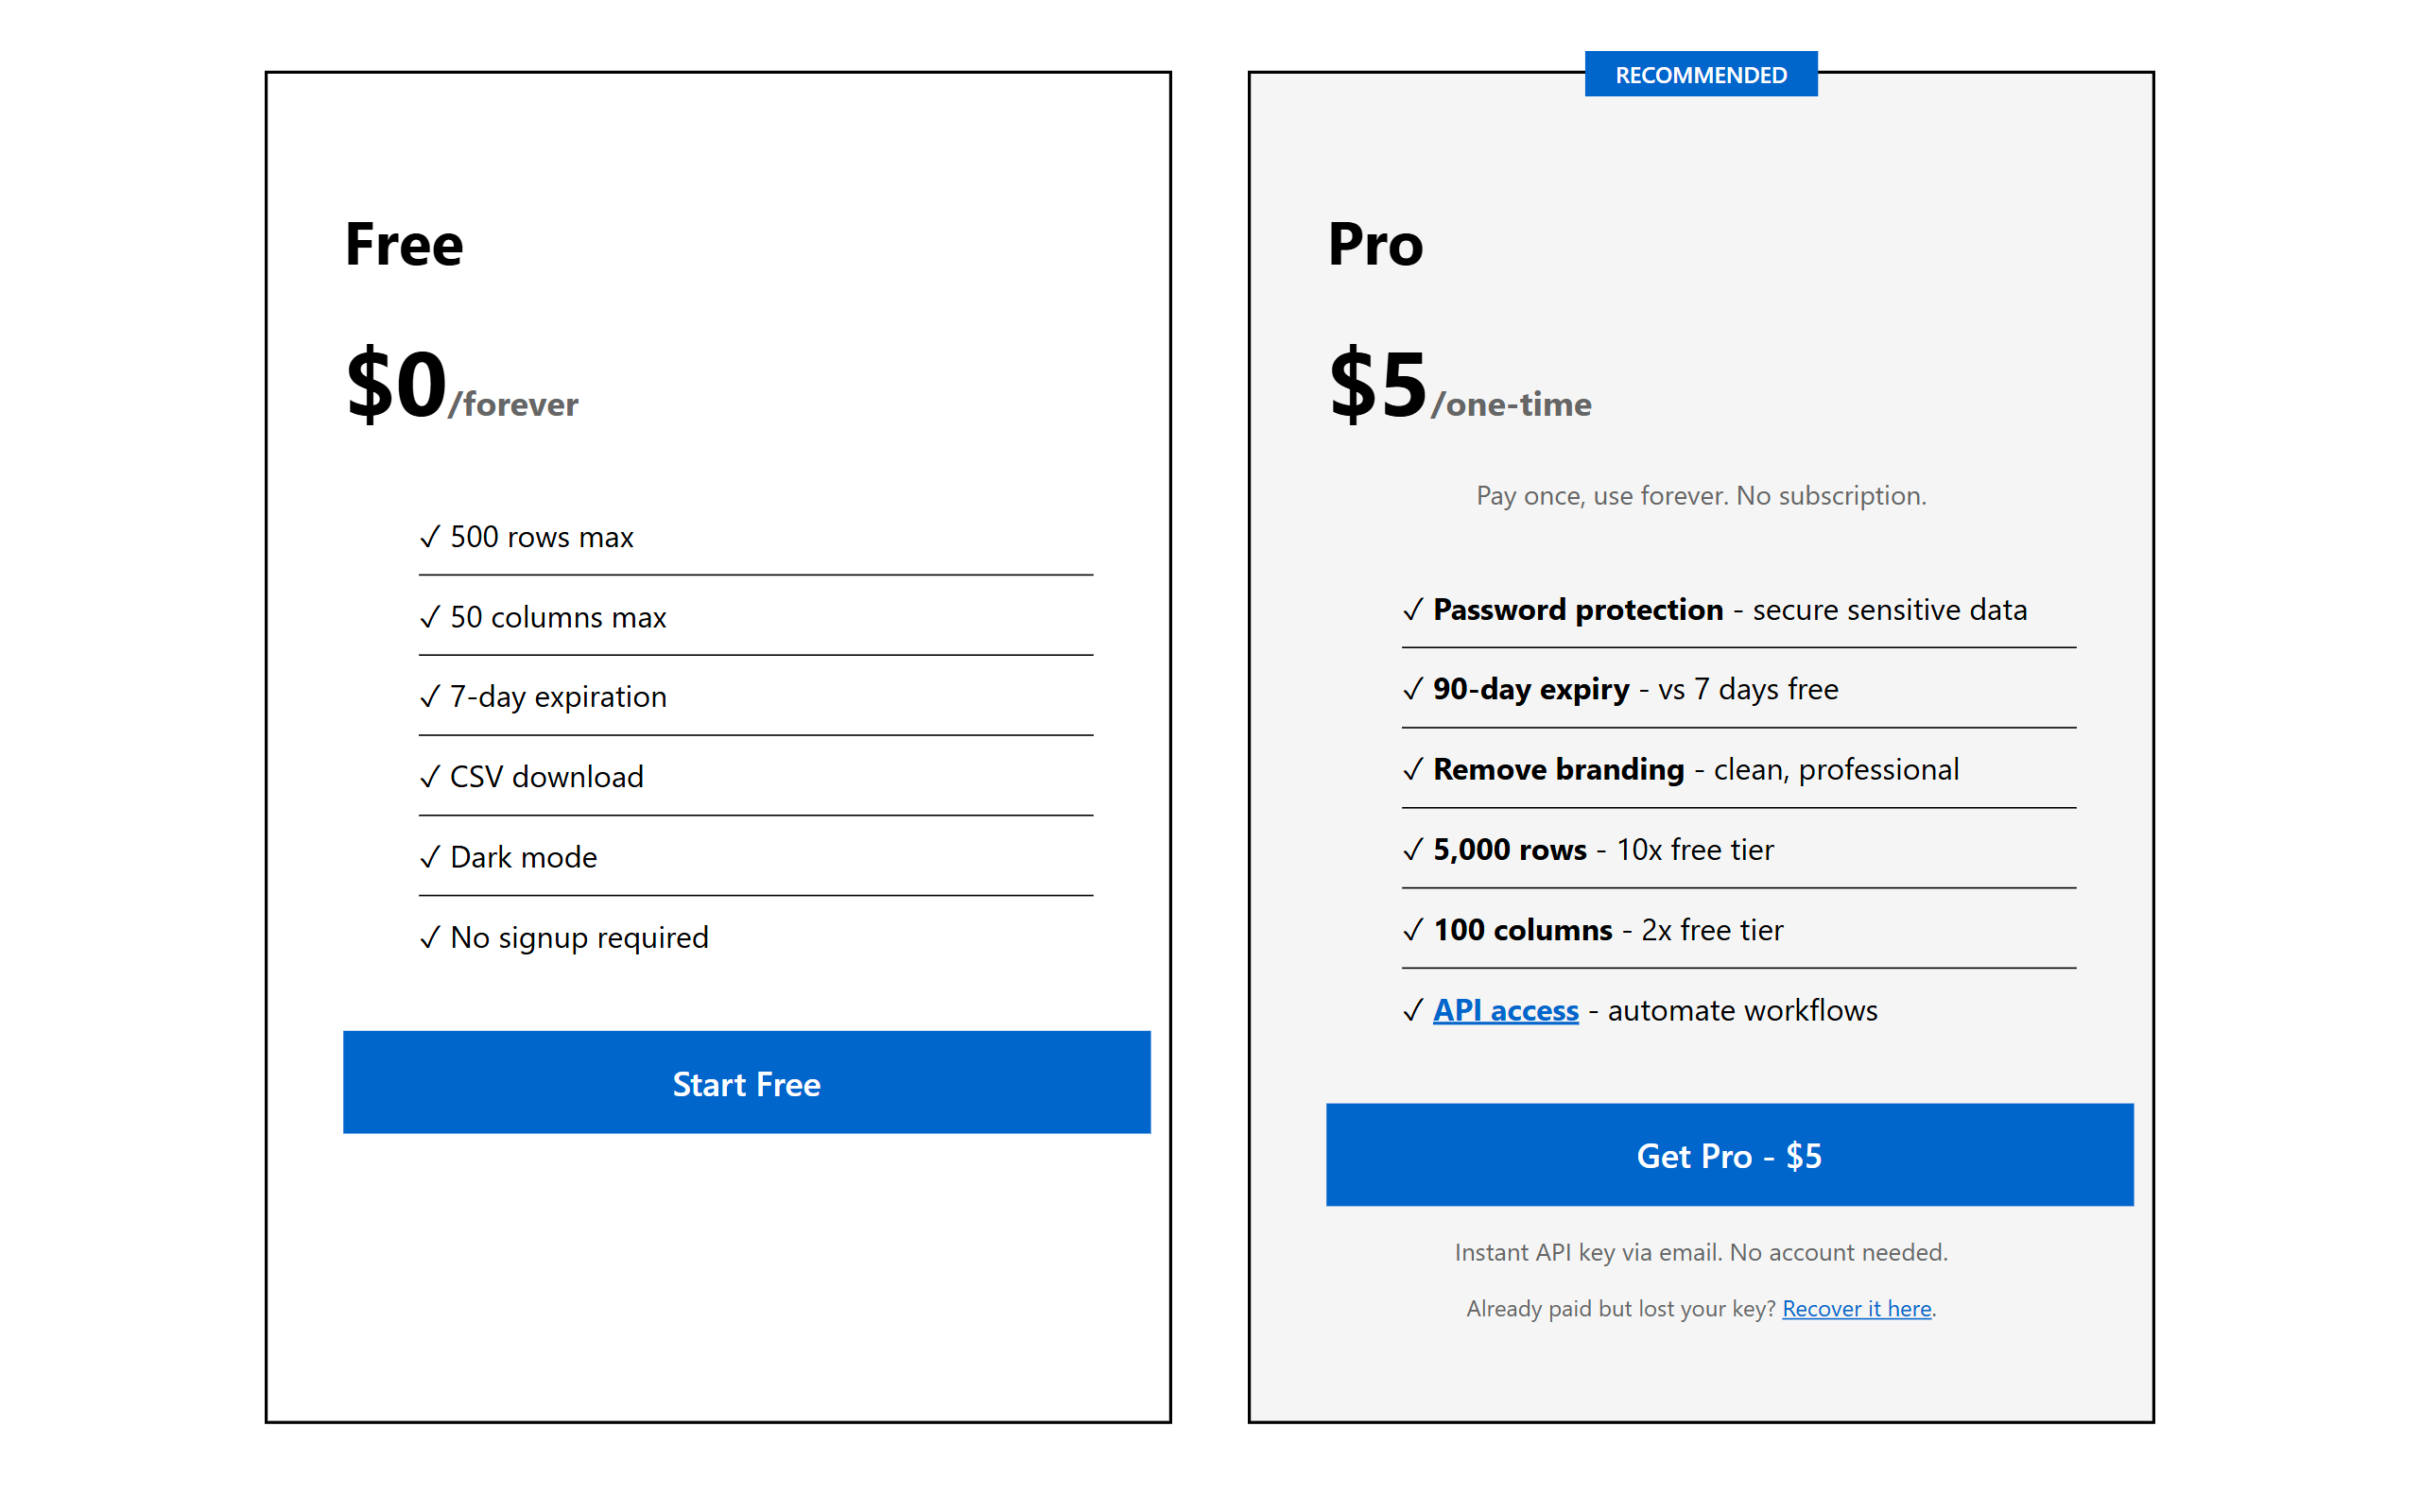 Free
$0/forever
✓ 500 rows max
✓ 50 columns max
✓ 7-day expiration
✓ CSV download
✓ Dark mode
✓ No signup required
Start Free
RECOMMENDED
Pro
$5/one-time
Pay once, use forever. No subscription.
✓ Password protection - secure sensitive data
✓ 90-day expiry - vs 7 days free
✓ Remove branding - clean, professional
✓ 5,000 rows - 10x free tier
✓ 100 columns - 2x free tier
✓ API access - automate workflows
Get Pro - $5
Instant API key via email. No account needed.
Already paid but lost your key? Recover it here.